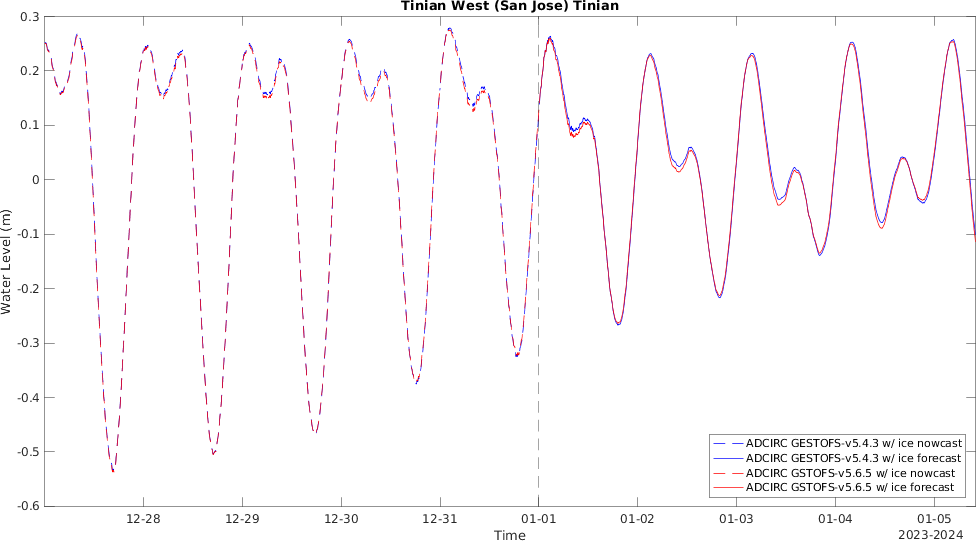 Tinian West (San Jose) Tinian
0.3
0.2
0.1
0
-0.1
-0.2
-0.3
-0.4
-0.5
-0.6
Water Level (m)
ADCIRC GESTOFS-v5.4.3 w/ ice nowcast
ADCIRC GESTOFS-v5.4.3 w/ ice forecast
ADCIRC GSTOFS-v5.6.5 w/ ice nowcast
ADCIRC GSTOFS-v5.6.5 w/ ice forecast
12-28 12-29 12-30 12-31 01-01 01-02 01-03 01-04 01-05
Time
2023-2024